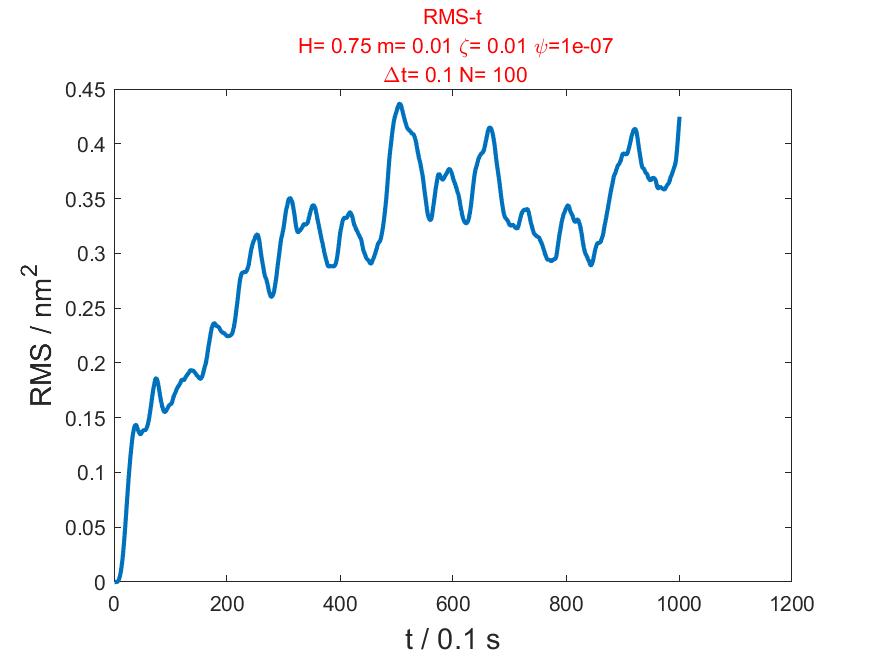 RMS-t
H= 0.75 m= 0.01 ζ= 0.01 ψ=1e-07
Δt= 0.1 N= 100
0.45
0.4
0.35
0.3
0.25
0.2
0.15
0.1
0.05
0
RMS / nm²
0 200 400 600 800 1000 1200
t / 0.1 s